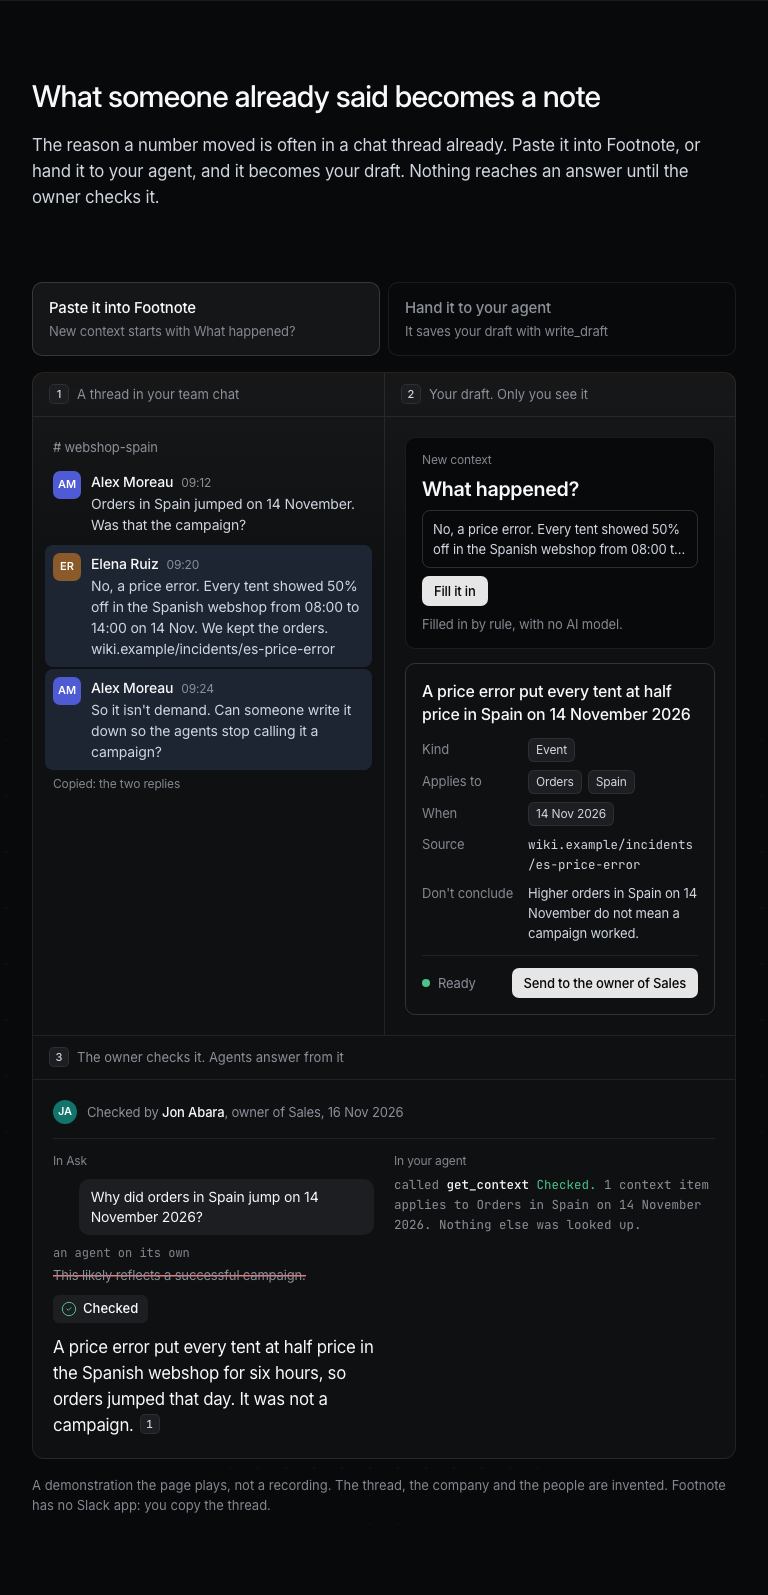 What someone already said becomes a note
The reason a number moved is often in a chat thread already. Paste it into Footnote, or
hand it to your agent, and it becomes your draft. Nothing reaches an answer until the
owner checks it.
Paste it into Footnote
New context starts with What happened?
Hand it to your agent
It saves your draft with write_draft
1 A thread in your team chat
# webshop-spain
AM Alex Moreau 09:12
Orders in Spain jumped on 14 November.
Was that the campaign?
ER Elena Ruiz 09:20
No, a price error. Every tent showed 50%
off in the Spanish webshop from 08:00 to
14:00 on 14 Nov. We kept the orders.
wiki.example/incidents/es-price-error
AM Alex Moreau 09:24
So it isn't demand. Can someone write it
down so the agents stop calling it a
campaign?
Copied: the two replies
2 Your draft. Only you see it
New context
What happened?
No, a price error. Every tent showed 50%
off in the Spanish webshop from 08:00 t...
Fill it in
Filled in by rule, with no AI model.
A price error put every tent at half
price in Spain on 14 November 2026
Kind Event
Applies to Orders Spain
When 14 Nov 2026
Source wiki.example/incidents
/es-price-error
Don't conclude Higher orders in Spain on 14
November do not mean a
campaign worked.
Ready Send to the owner of Sales
3 The owner checks it. Agents answer from it
JA Checked by Jon Abara, owner of Sales, 16 Nov 2026
In Ask
Why did orders in Spain jump on 14
November 2026?
an agent on its own
This likely reflects a successful campaign.
Checked
A price error put every tent at half price in
the Spanish webshop for six hours, so
orders jumped that day. It was not a
campaign. 1
In your agent
called get_context Checked. 1 context item
applies to Orders in Spain on 14 November
2026. Nothing else was looked up.
A demonstration the page plays, not a recording. The thread, the company and the people are invented. Footnote
has no Slack app: you copy the thread.